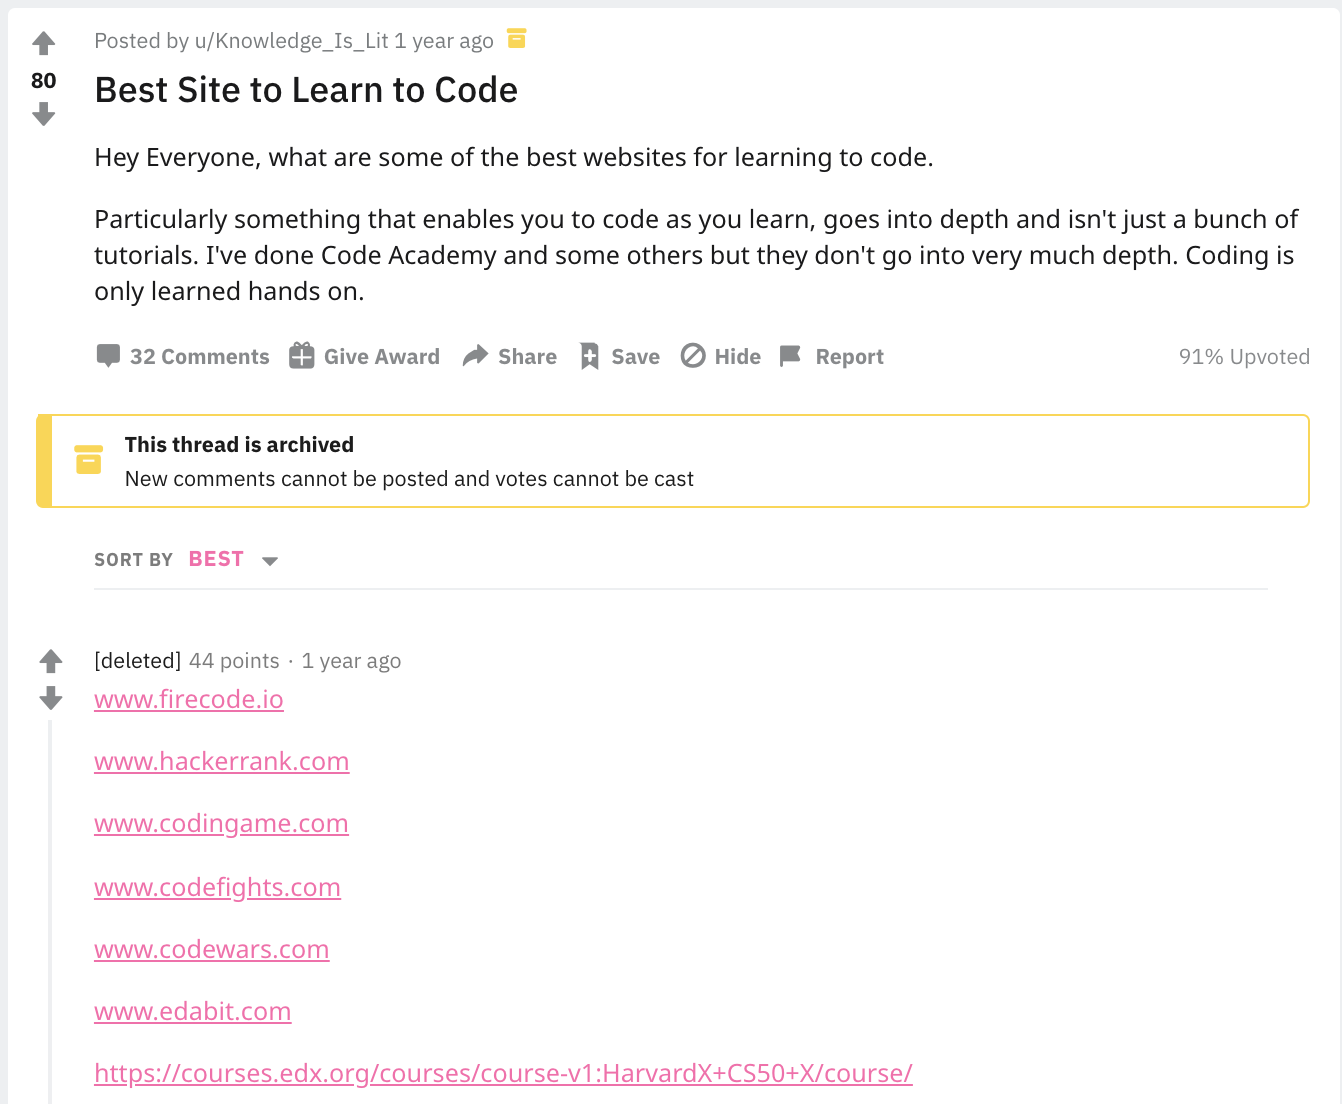 Posted by u/Knowledge_Is_Lit 1 year ago
80
Best Site to Learn to Code
Hey Everyone, what are some of the best websites for learning to code.
Particularly something that enables you to code as you learn, goes into depth and isn't just a bunch of
tutorials. I've done Code Academy and some others but they don't go into very much depth. Coding is
only learned hands on.
32 Comments Give Award Share Save Hide Report 91% Upvoted
This thread is archived
New comments cannot be posted and votes cannot be cast
SORT BY BEST
[deleted] 44 points · 1 year ago
www.firecode.io
www.hackerrank.com
www.codingame.com
www.codefights.com
www.codewars.com
www.edabit.com
https://courses.edx.org/courses/course-v1:HarvardX+CS50+X/course/